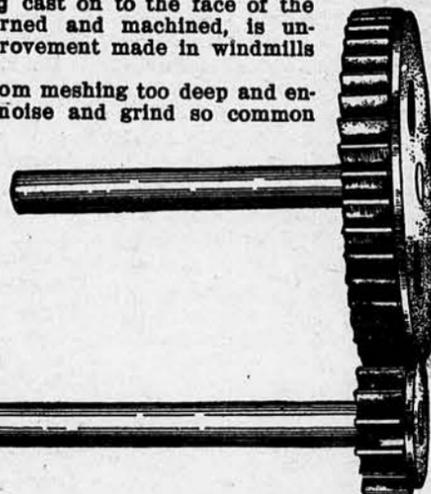 cast on to the face of the
rned and machined, is un-
rovement made in windmills
om meshing too deep and en-
noise and grind so common